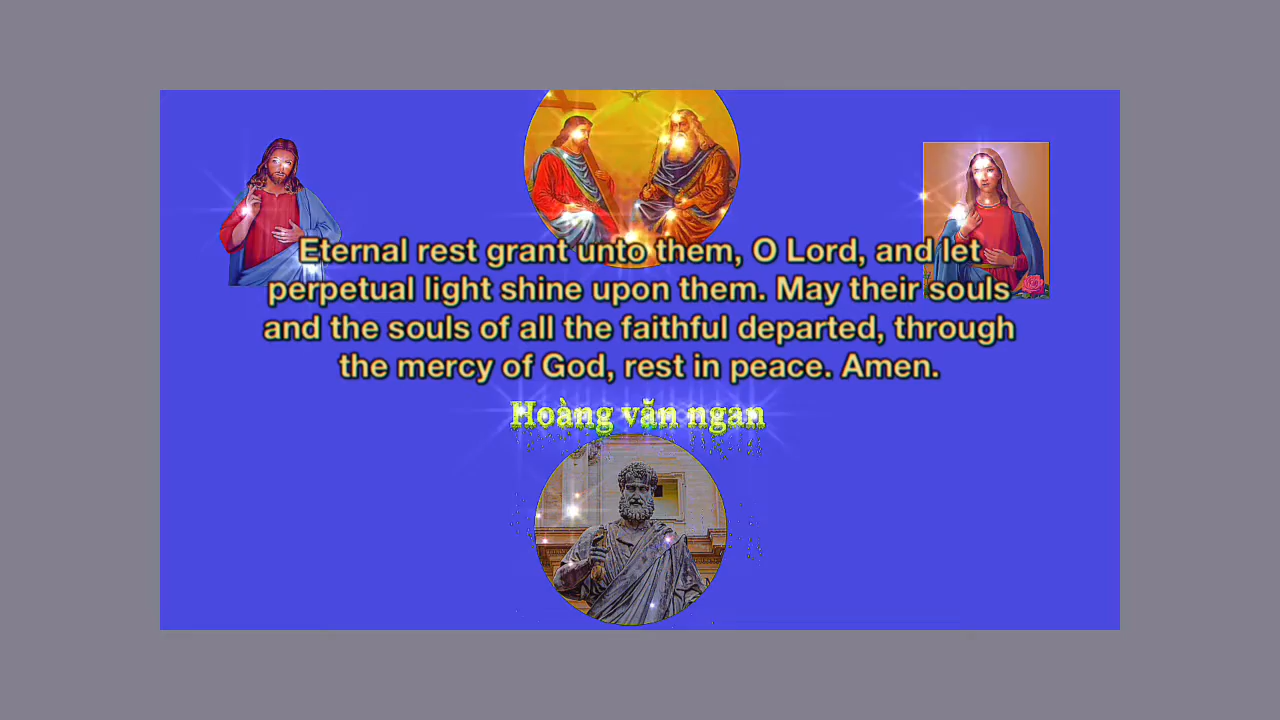 Eternal rest grant unto them, O Lord, and let
perpetual light shine upon them. May their souls
and the souls of all the faithful departed, through
the mercy of God, rest in peace. Amen.
Hoàng văn ngan